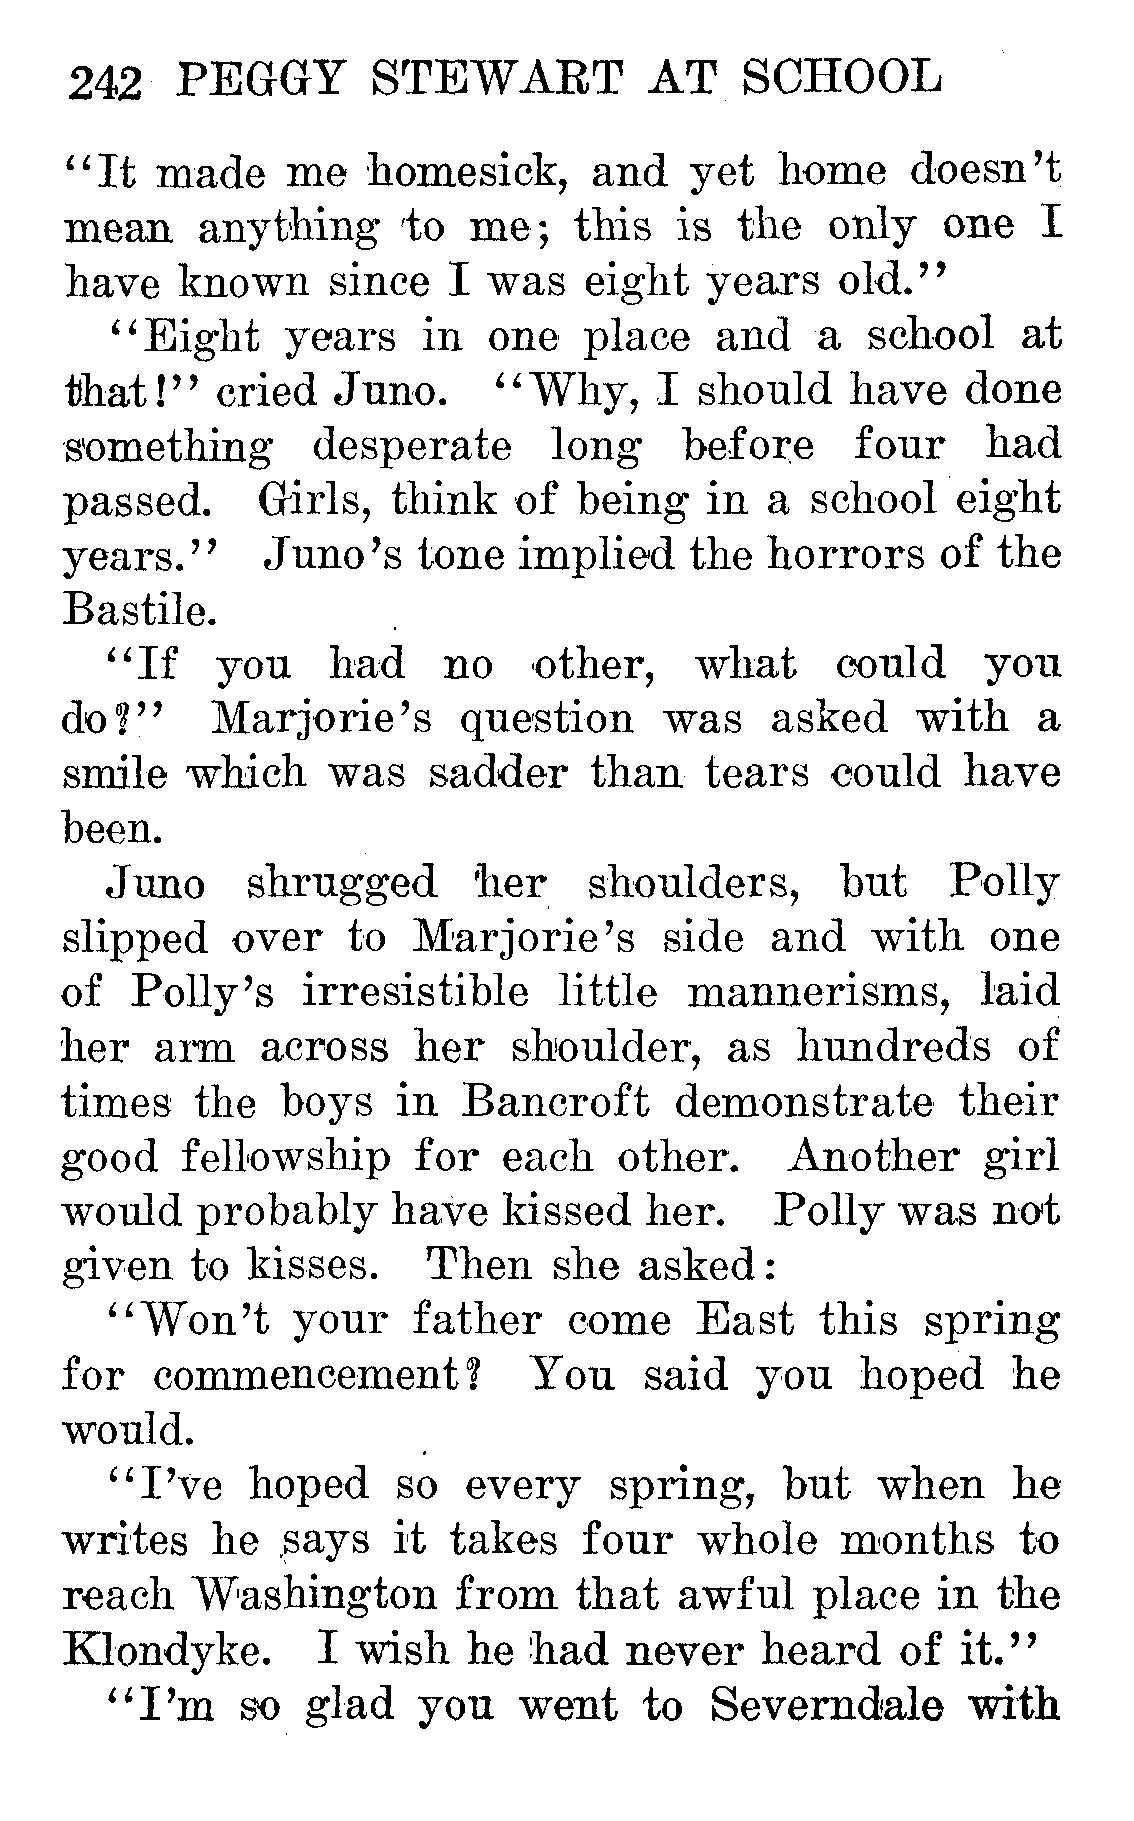 242 PEGGY STEWART AT SCHOOL
"It made me homesick, and yet home doesn't
mean anything to me; this is the only one I
have known since I was eight years old."
"Eight years in one place and a school at
that!" cried Juno. "Why, I should have done
something desperate long before four had
passed. Girls, think of being in a school eight
years." Juno's tone implied the horrors of the
Bastile.
"If you had no other, what could you
do?" Marjorie's question was asked with a
smile which was sadder than tears could have
been.
Juno shrugged her shoulders, but Polly
slipped over to Marjorie's side and with one
of Polly's irresistible little mannerisms, laid
her arm across her shoulder, as hundreds of
times the boys in Bancroft demonstrate their
good fellowship for each other. Another girl
would probably have kissed her. Polly was not
given to kisses. Then she asked:
"Won't your father come East this spring
for commencement? You said you hoped he
would.
"I've hoped so every spring, but when he
writes he says it takes four whole months to
reach Washington from that awful place in the
Klondyke. I wish he had never heard of it."
"I'm so glad you went to Severndale with